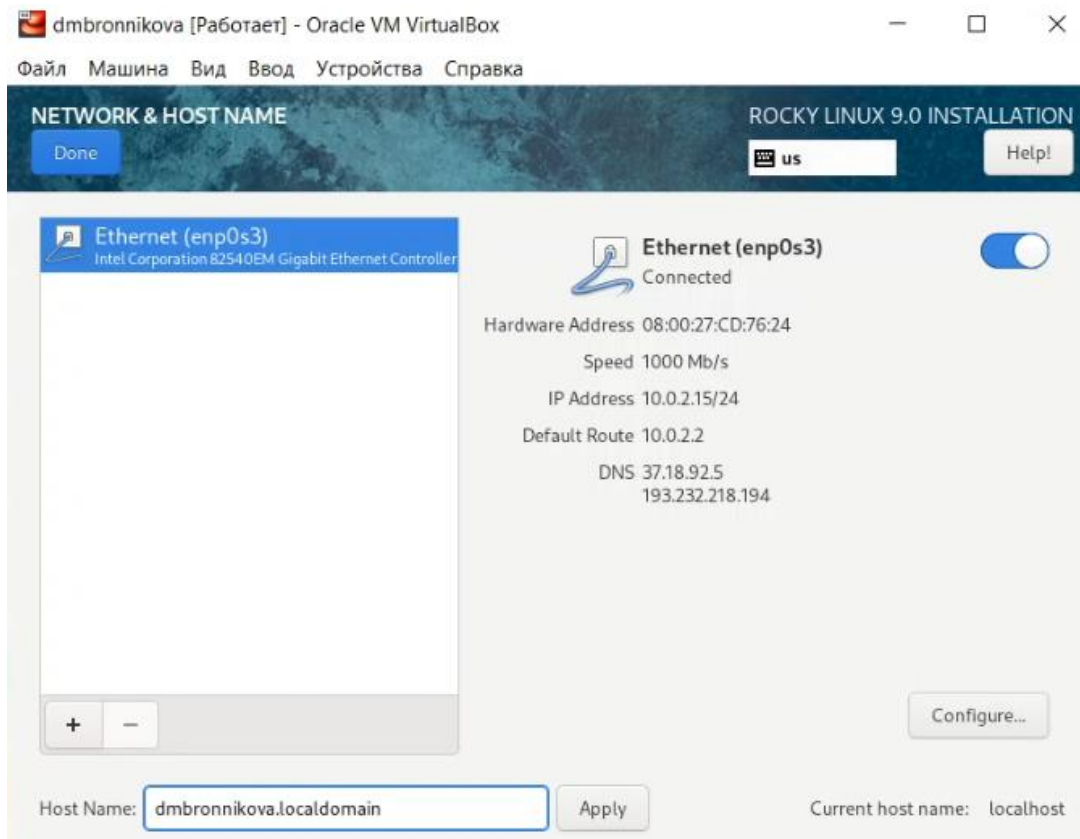 dmbronnikova [Работает] - Oracle VM VirtualBox
Файл Машина Вид Ввод Устройства Справка
NETWORK & HOST NAME
ROCKY LINUX 9.0 INSTALLATION
Done
us
Help!
Ethernet (enp0s3)
Intel Corporation 82540EM Gigabit Ethernet Controller
Ethernet (enp0s3)
Connected
Hardware Address 08:00:27:CD:76:24
Speed 1000 Mb/s
IP Address 10.0.2.15/24
Default Route 10.0.2.2
DNS 37.18.92.5
193.232.218.194
+ −
Configure...
Host Name: dmbronnikova.localdomain Apply Current host name: localhost